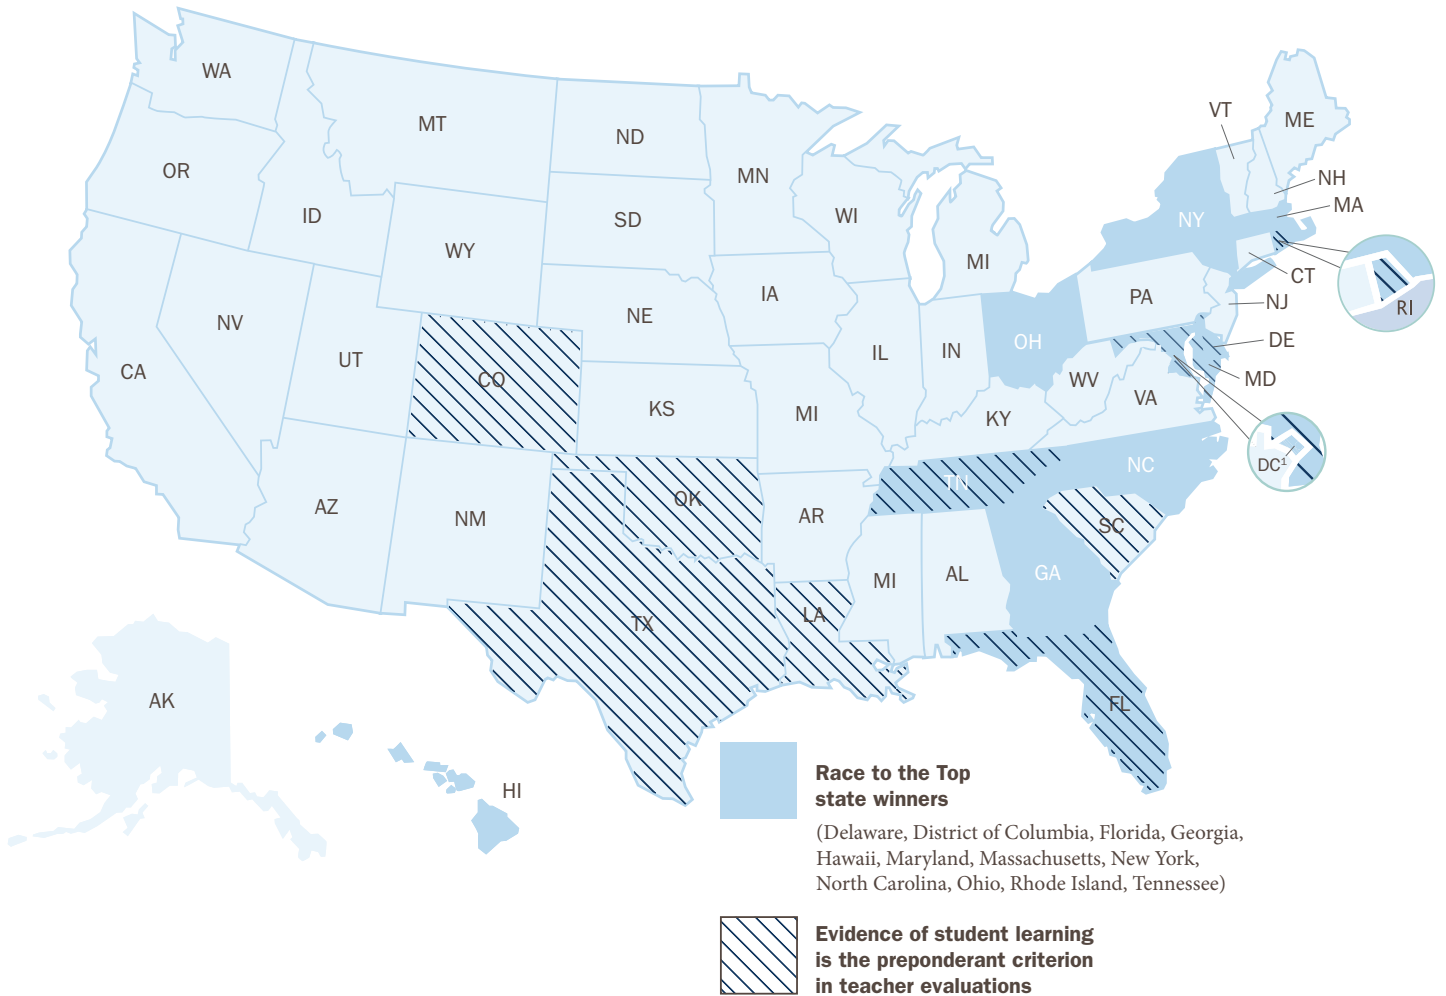 WA
MT
ND
MN
OR
ID
WY
SD
WI
MI
VT
ME
NH
MA
NY
CT
RI
NJ
PA
DE
MD
NV
UT
CA
CO
NE
IA
IL
IN
OH
WV
VA
KS
MI
KY
DC¹
NC
TN
AZ
NM
OK
AR
SC
MI
AL
GA
TX
LA
FL
AK
HI
Race to the Top
state winners
(Delaware, District of Columbia, Florida, Georgia,
Hawaii, Maryland, Massachusetts, New York,
North Carolina, Ohio, Rhode Island, Tennessee)
Evidence of student learning
is the preponderant criterion
in teacher evaluations